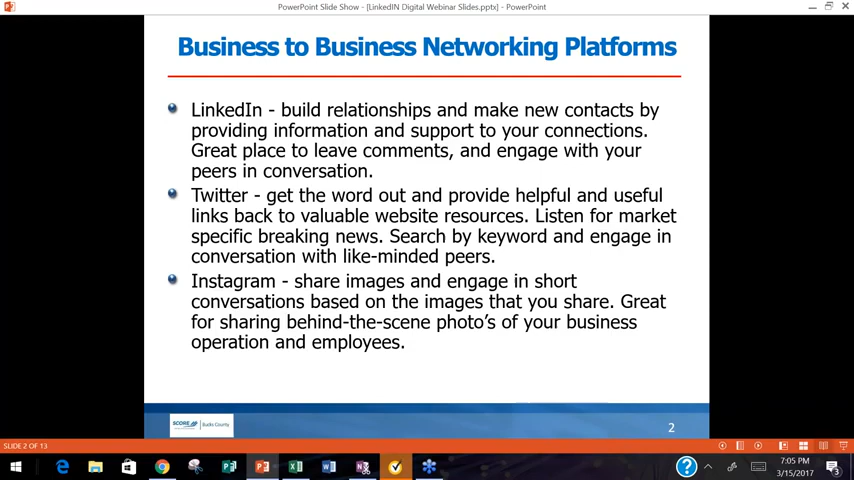 PowerPoint Slide Show - [LinkedIN Digital Webinar Slides.pptx] - PowerPoint
Business to Business Networking Platforms
LinkedIn - build relationships and make new contacts by
providing information and support to your connections.
Great place to leave comments, and engage with your
peers in conversation.
Twitter - get the word out and provide helpful and useful
links back to valuable website resources. Listen for market
specific breaking news. Search by keyword and engage in
conversation with like-minded peers.
Instagram - share images and engage in short
conversations based on the images that you share. Great
for sharing behind-the-scene photo's of your business
operation and employees.
SCORE Bucks County
2
SLIDE 2 OF 13
7:05 PM
3/15/2017
3